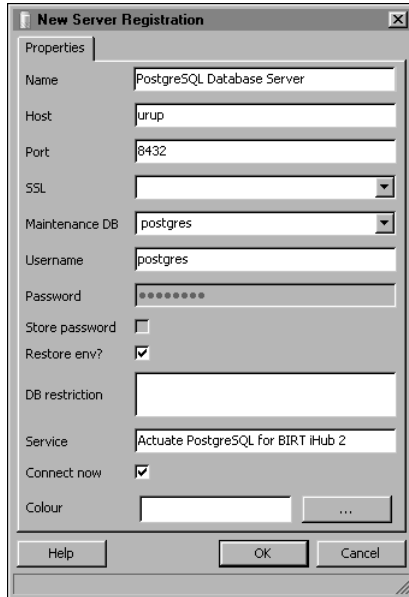 New Server Registration
Properties
Name PostgreSQL Database Server
Host urup
Port 8432
SSL
Maintenance DB postgres
Username postgres
Password ●●●●●●●●
Store password
Restore env?
DB restriction
Service Actuate PostgreSQL for BIRT iHub 2
Connect now
Colour ...
Help OK Cancel